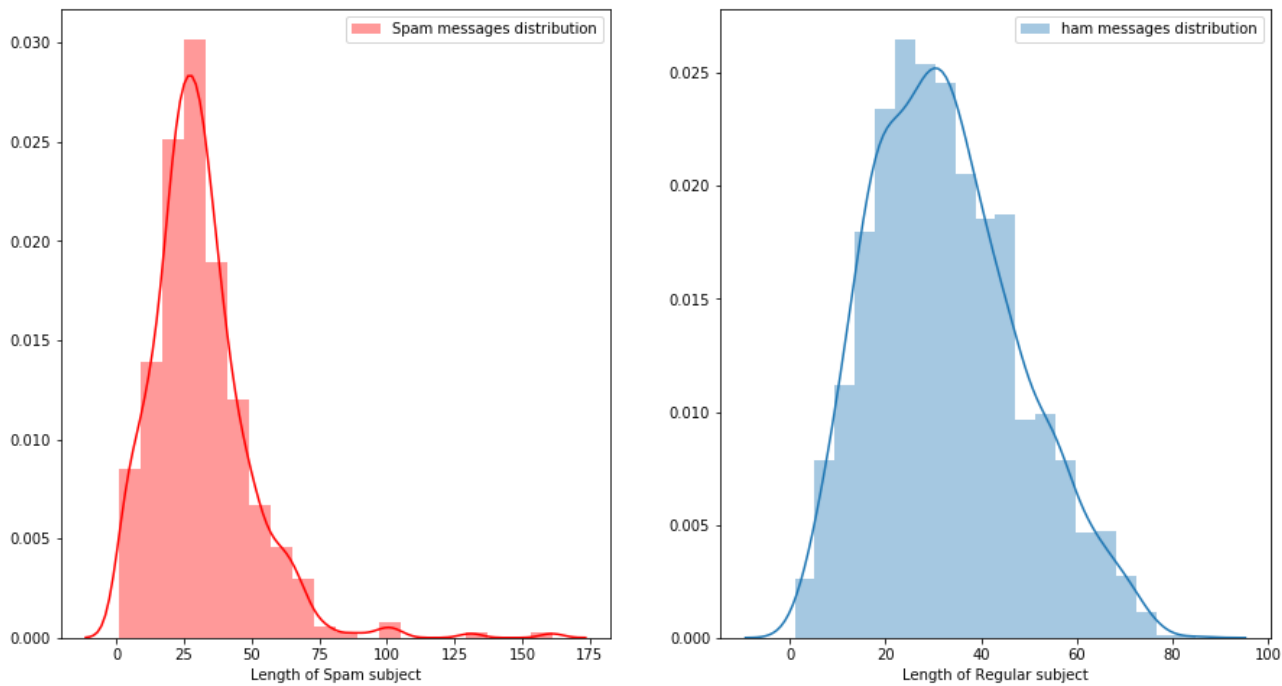 Spam messages distribution
0.030
0.025
0.020
0.015
0.010
0.005
0.000
0 25 50 75 100 125 150 175
Length of Spam subject
ham messages distribution
0.025
0.020
0.015
0.010
0.005
0.000
0 20 40 60 80 100
Length of Regular subject